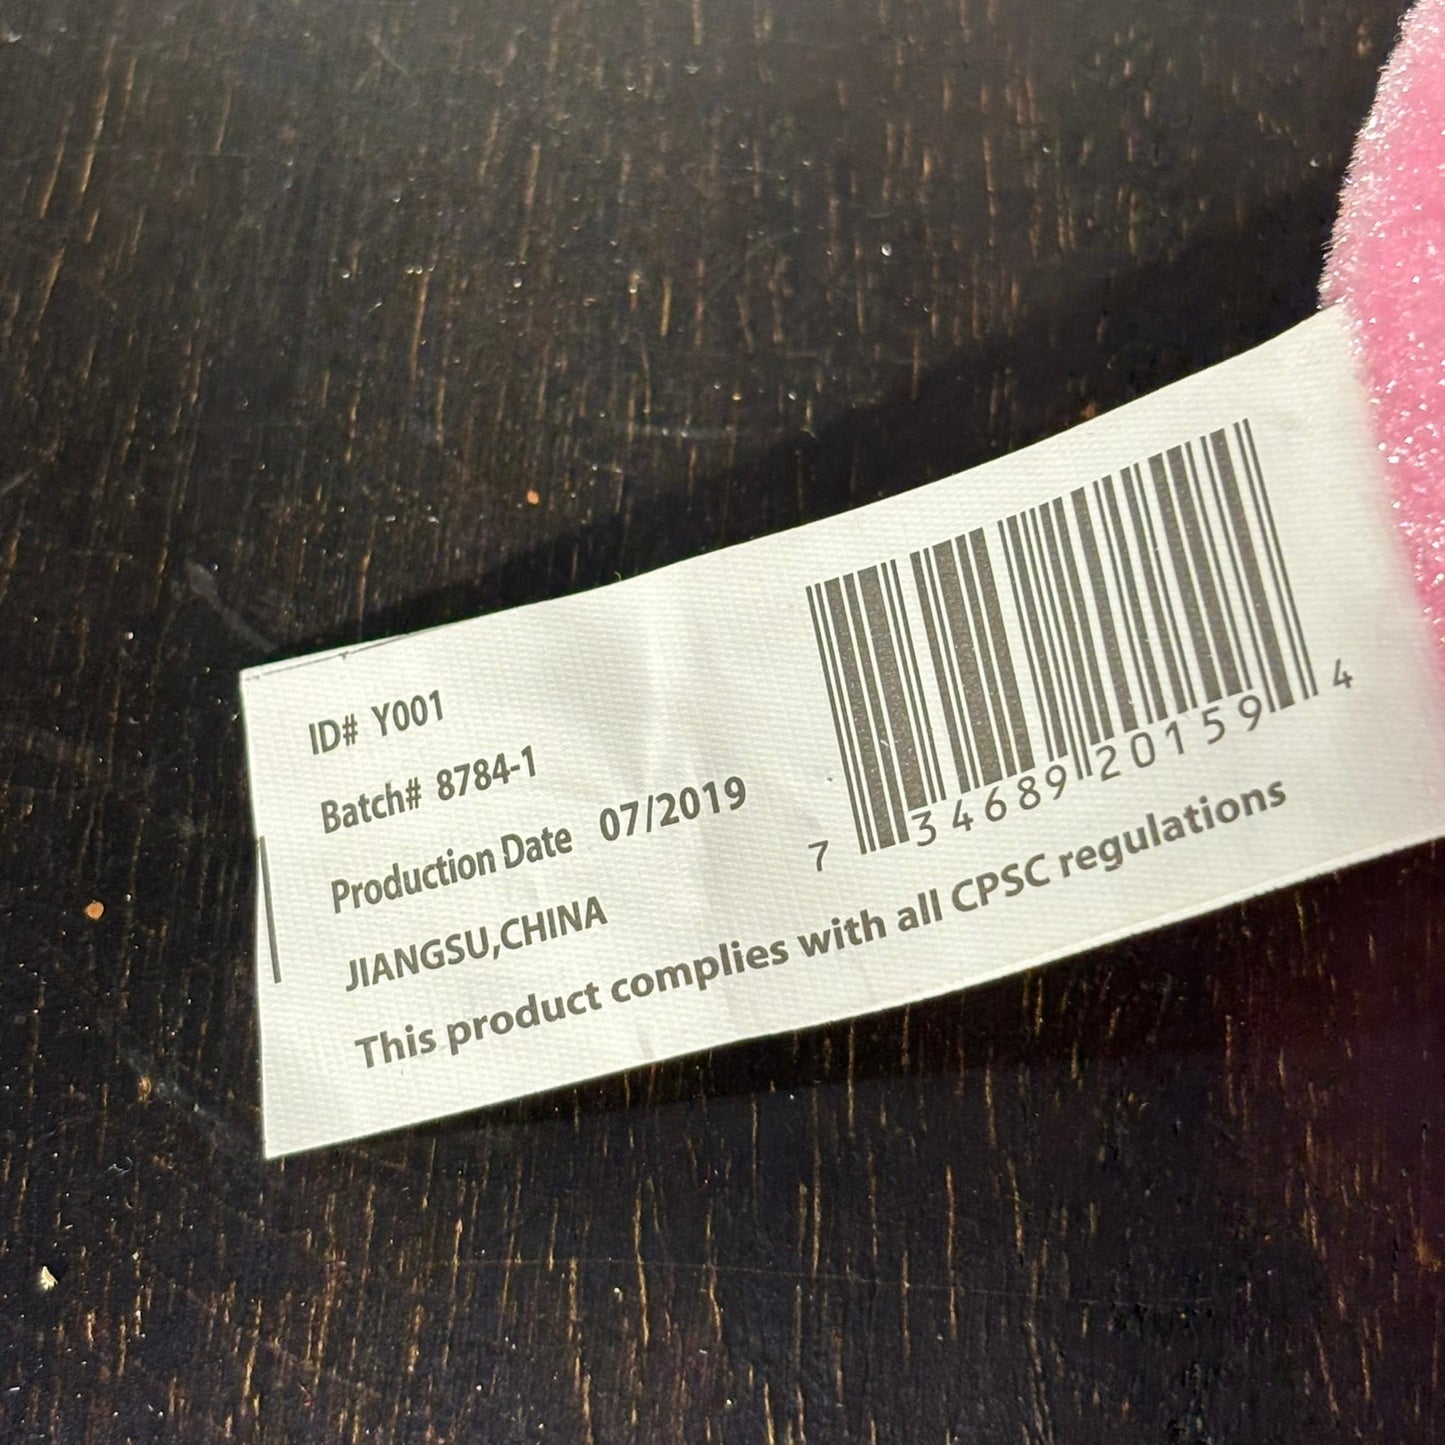 ID# Y001
Batch# 8784-1
Production Date 07/2019
JIANGSU,CHINA
This product complies with all CPSC regulations
7 34689 20159 4